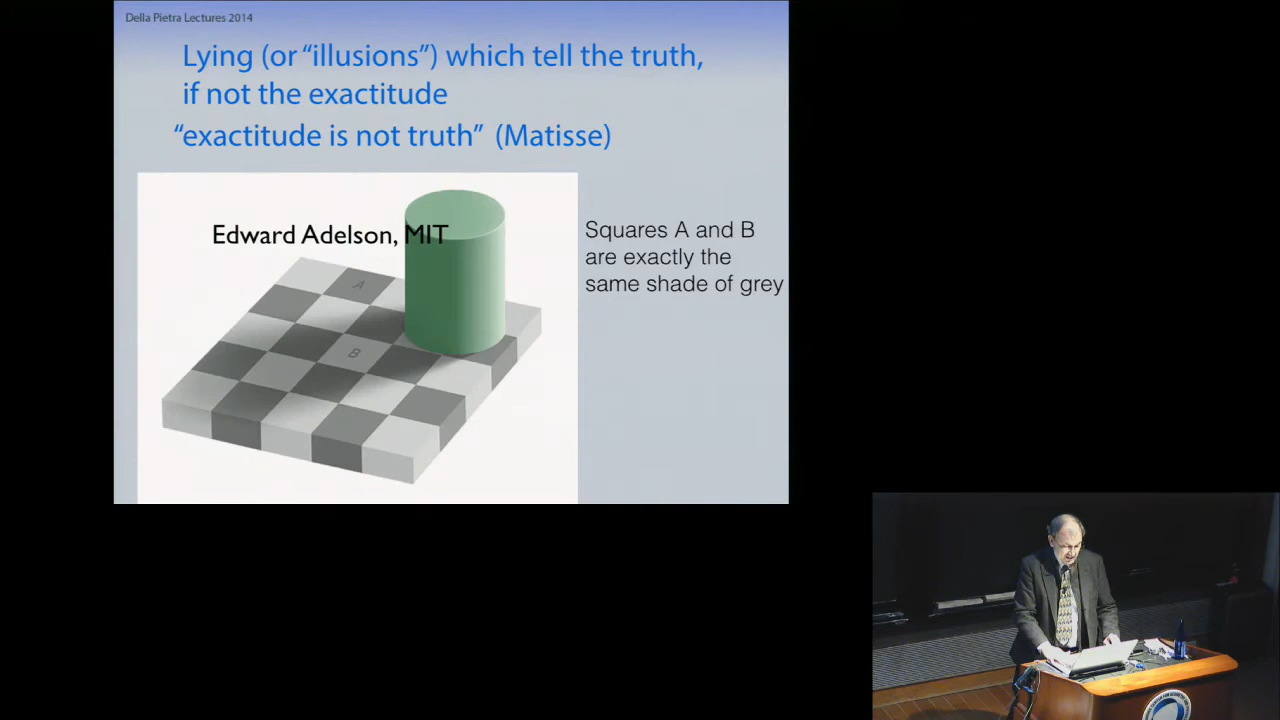 Della Pietra Lectures 2014
Lying (or “illusions”) which tell the truth,
if not the exactitude
“exactitude is not truth” (Matisse)
Edward Adelson, MIT
Squares A and B
are exactly the
same shade of grey
A
B